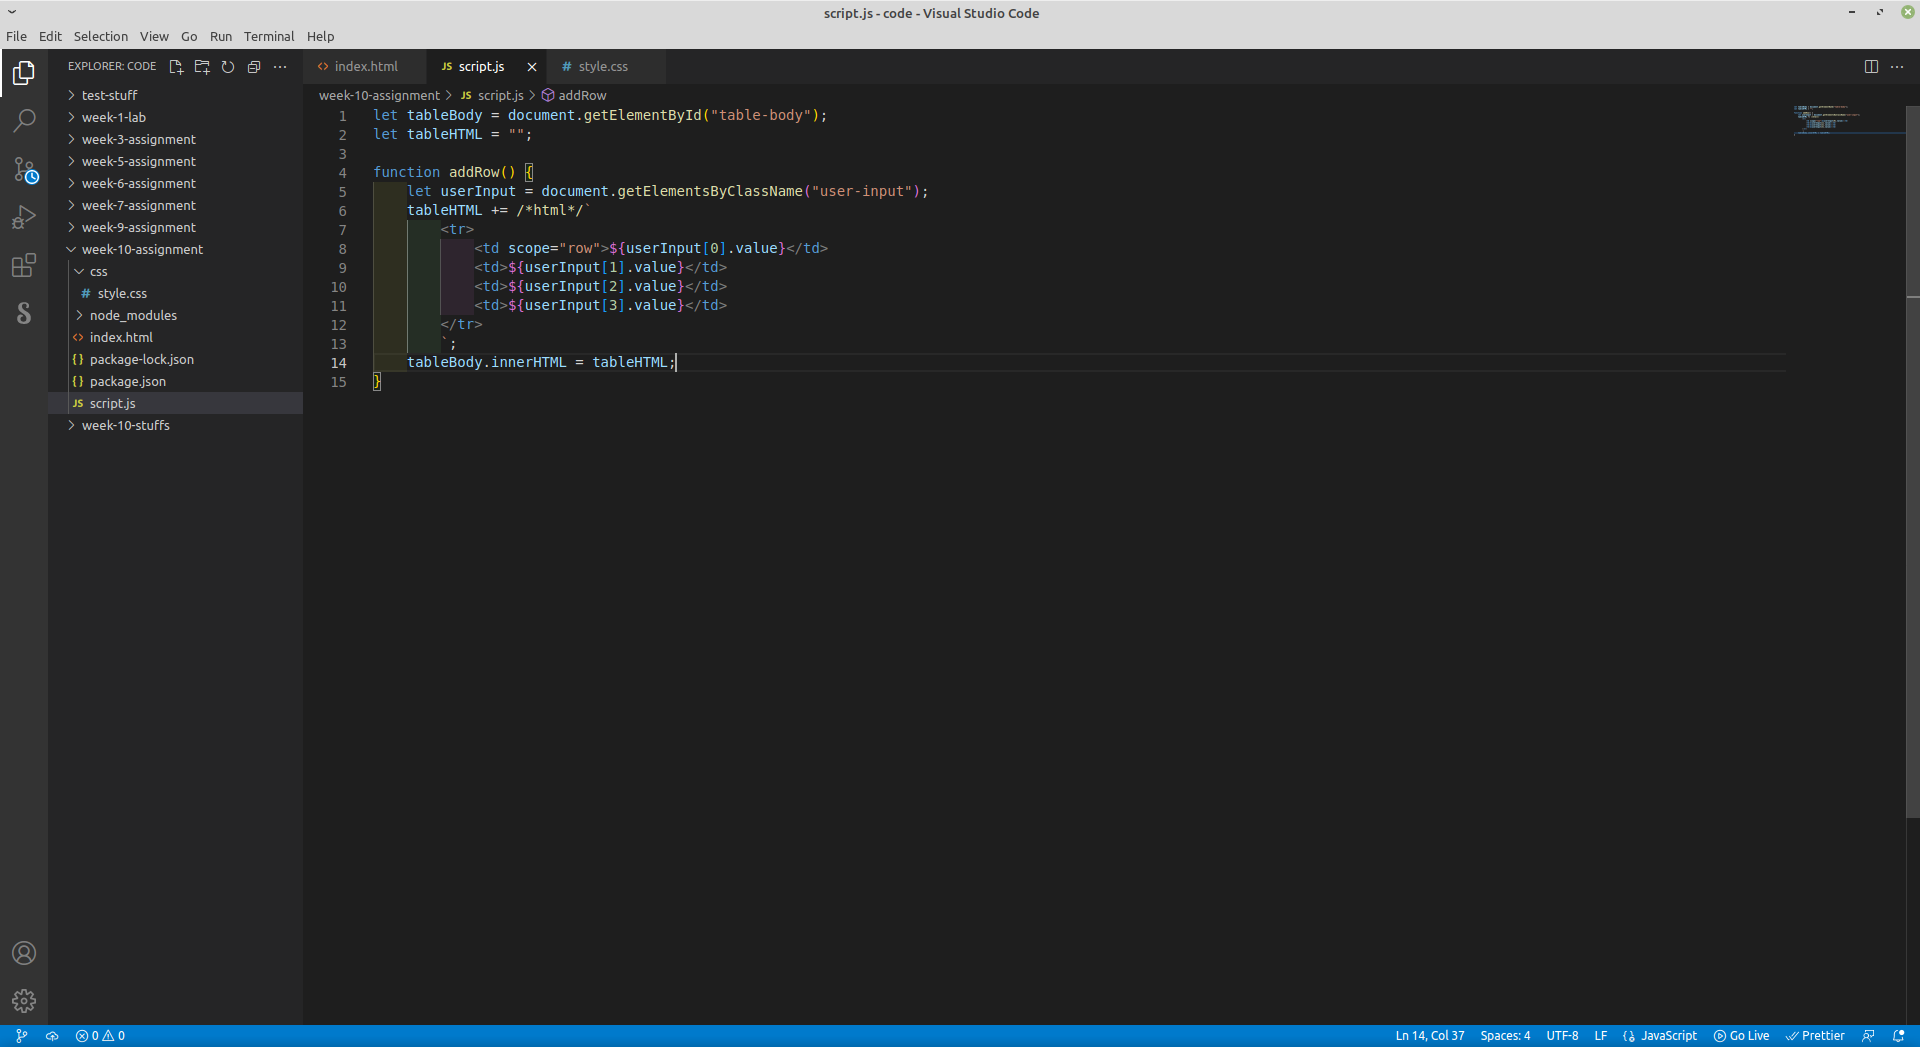 script.js - code - Visual Studio Code
File Edit Selection View Go Run Terminal Help
EXPLORER: CODE
test-stuff
week-1-lab
week-3-assignment
week-5-assignment
week-6-assignment
week-7-assignment
week-9-assignment
week-10-assignment
css
# style.css
node_modules
<> index.html
{} package-lock.json
{} package.json
JS script.js
week-10-stuffs
<> index.html
JS script.js
# style.css
week-10-assignment > JS script.js > addRow
1 let tableBody = document.getElementById("table-body");
2 let tableHTML = "";
3
4 function addRow() {
5 let userInput = document.getElementsByClassName("user-input");
6 tableHTML += /*html*/`
7 <tr>
8 <td scope="row">${userInput[0].value}</td>
9 <td>${userInput[1].value}</td>
10 <td>${userInput[2].value}</td>
11 <td>${userInput[3].value}</td>
12 </tr>
13 `;
14 tableBody.innerHTML = tableHTML;
15 }
0 0 Ln 14, Col 37 Spaces: 4 UTF-8 LF {} JavaScript Go Live Prettier